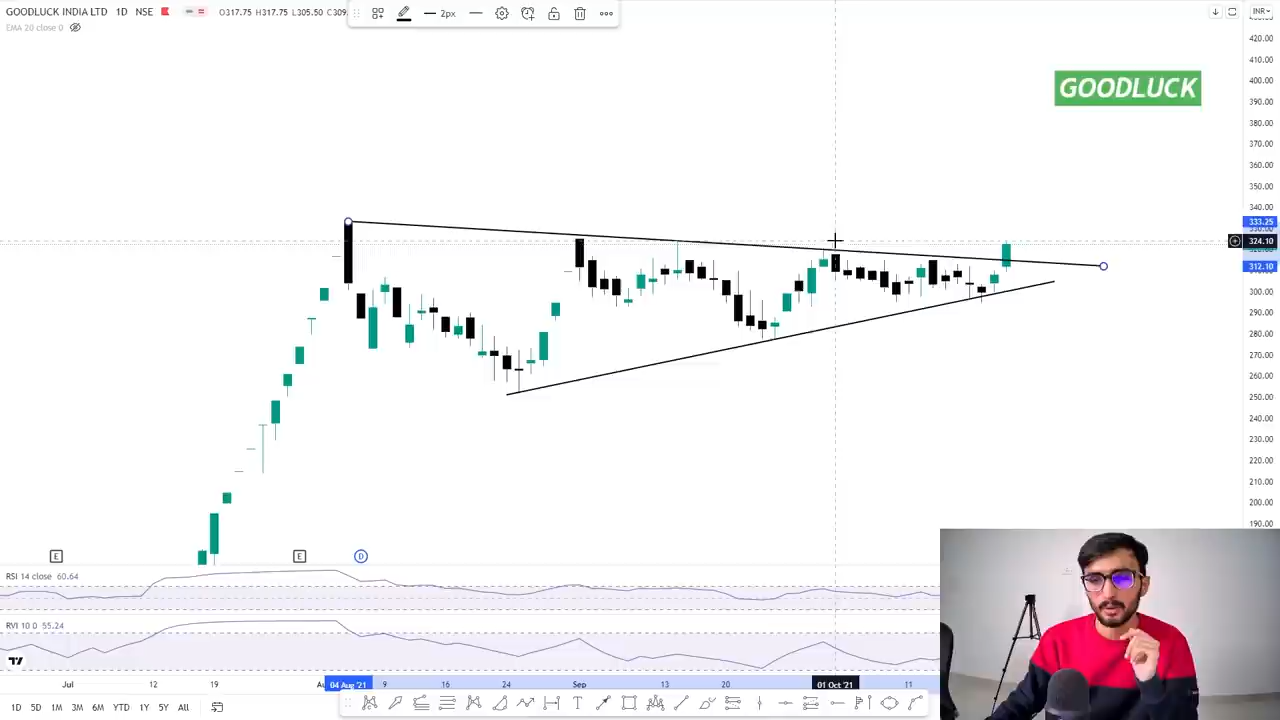 GOODLUCK INDIA LTD 1D NSE O317.75 H317.75 L305.50 C309.
2px
INR
EMA 20 close 0
420.00
410.00
GOODLUCK
400.00
390.00
380.00
370.00
360.00
350.00
340.00
333.25
324.10
312.10
300.00
290.00
280.00
270.00
260.00
250.00
240.00
230.00
220.00
210.00
200.00
190.00
E E D
RSI 14 close 60.64
RVI 10 0 55.24
Jul 12 19 04 Aug '21 9 16 24 Sep 13 20 01 Oct '21 11
1D 5D 1M 3M 6M YTD 1Y 5Y All